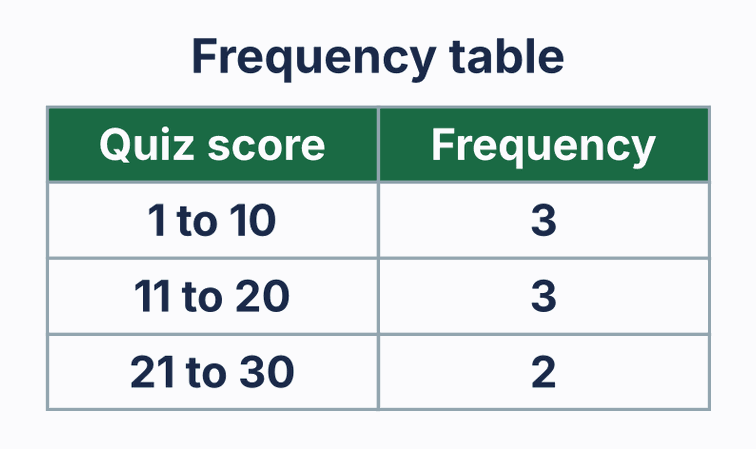 Frequency table
Quiz score Frequency
1 to 10 3
11 to 20 3
21 to 30 2